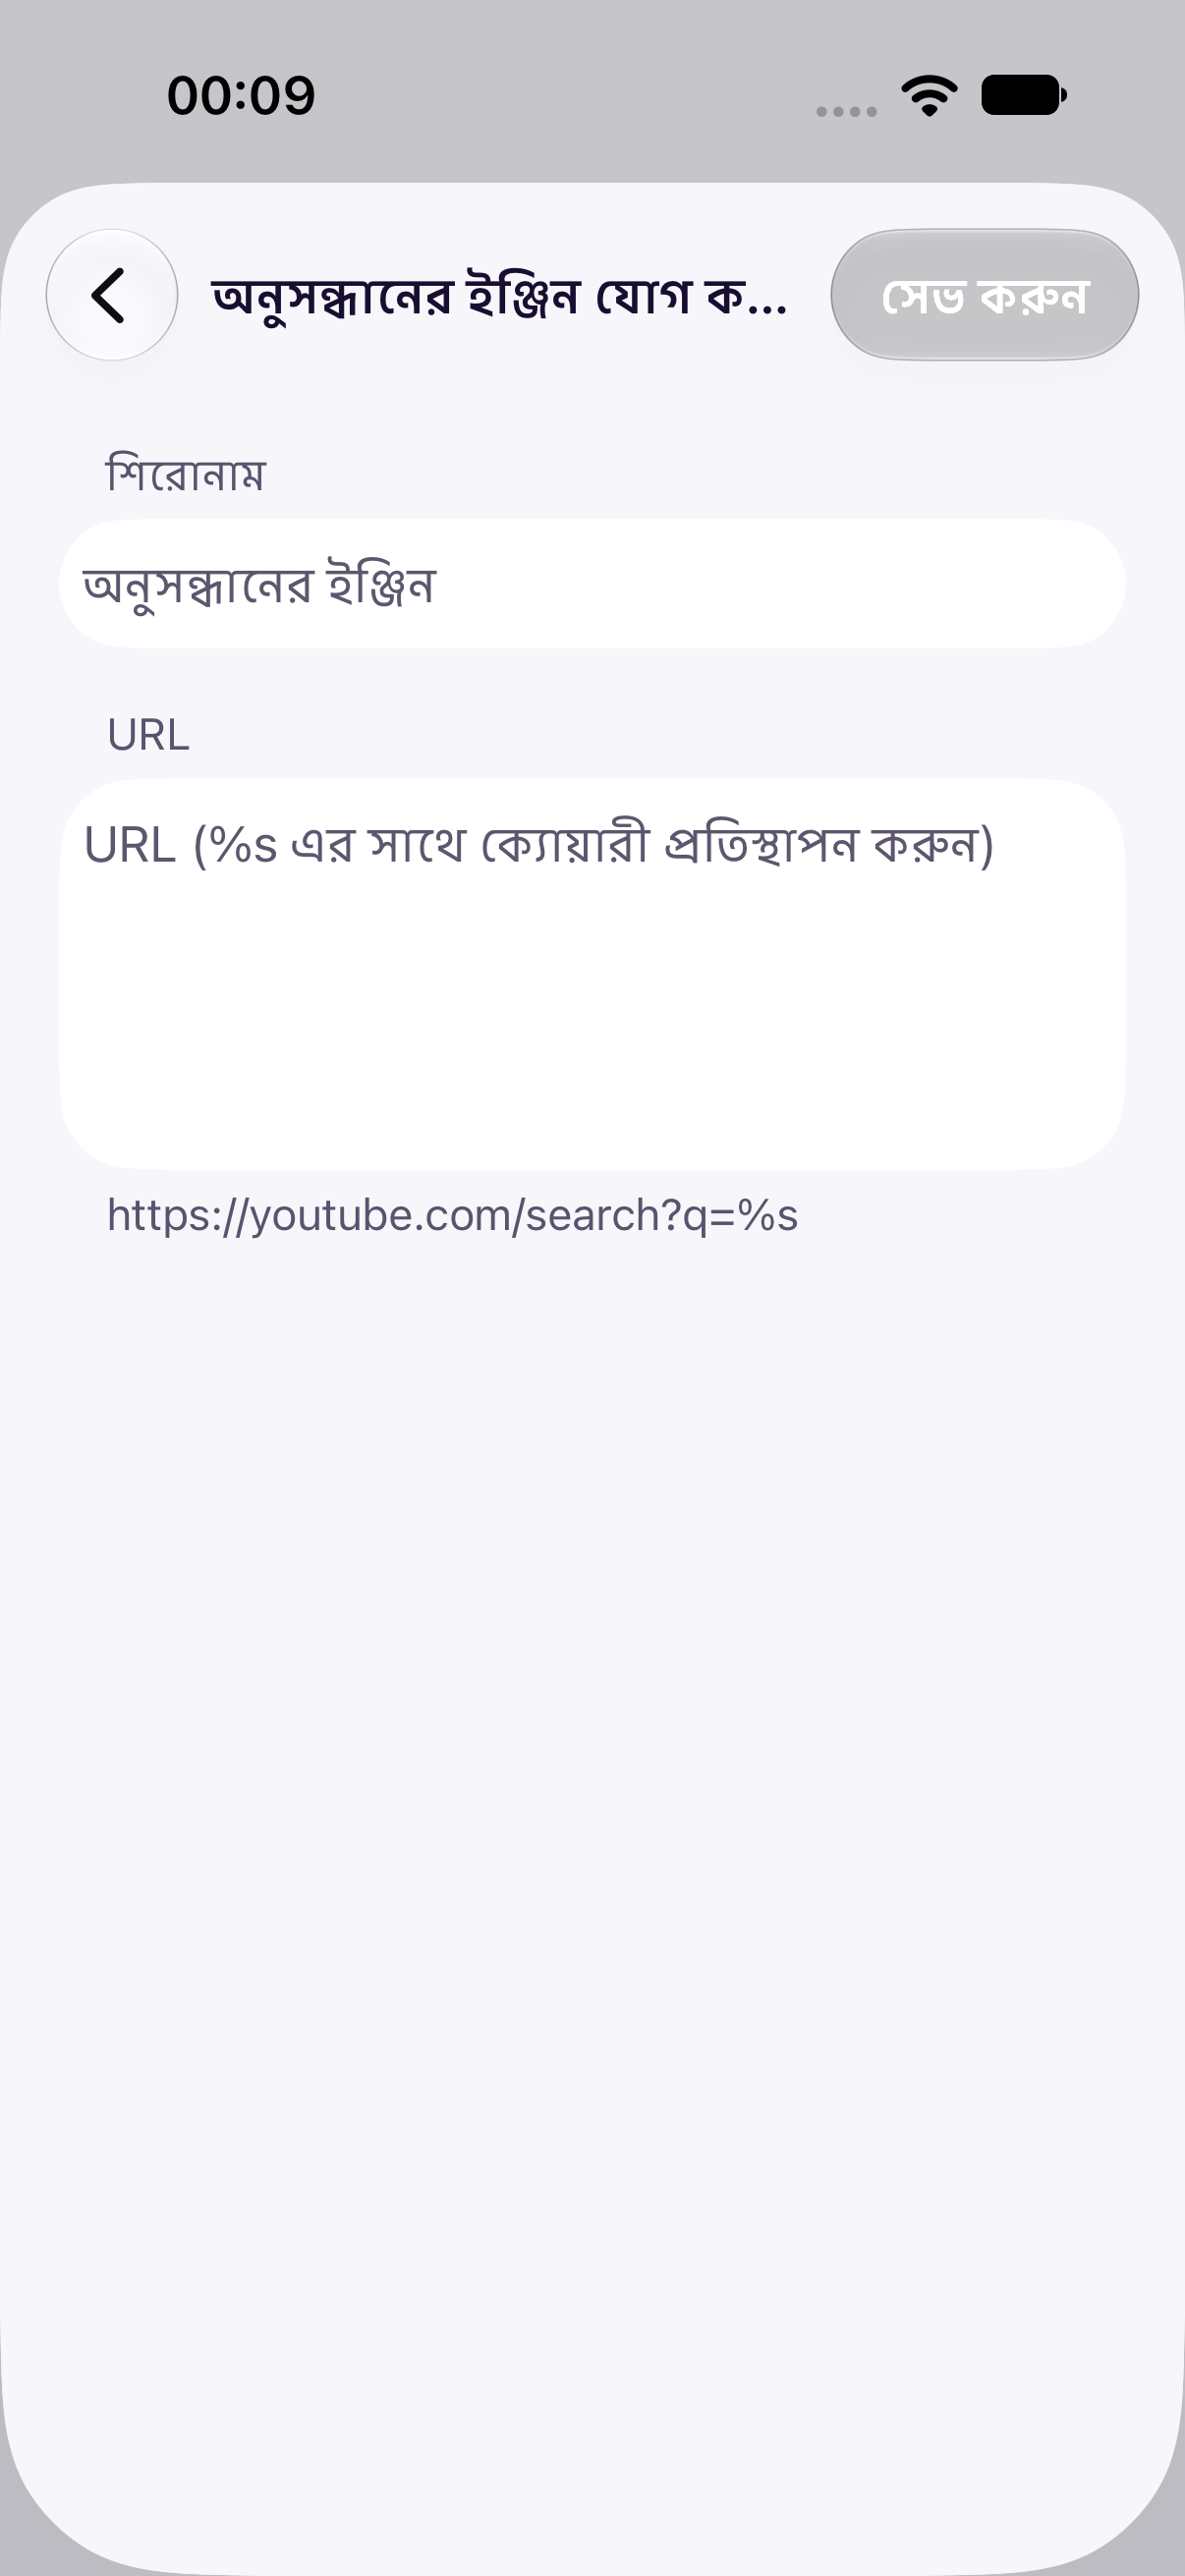 00:09
অনুসন্ধানের ইঞ্জিন যোগ ক...
সেভ করুন
শিরোনাম
অনুসন্ধানের ইঞ্জিন
URL
URL (%s এর সাথে ক্যোয়ারী প্রতিস্থাপন করুন)
https://youtube.com/search?q=%s